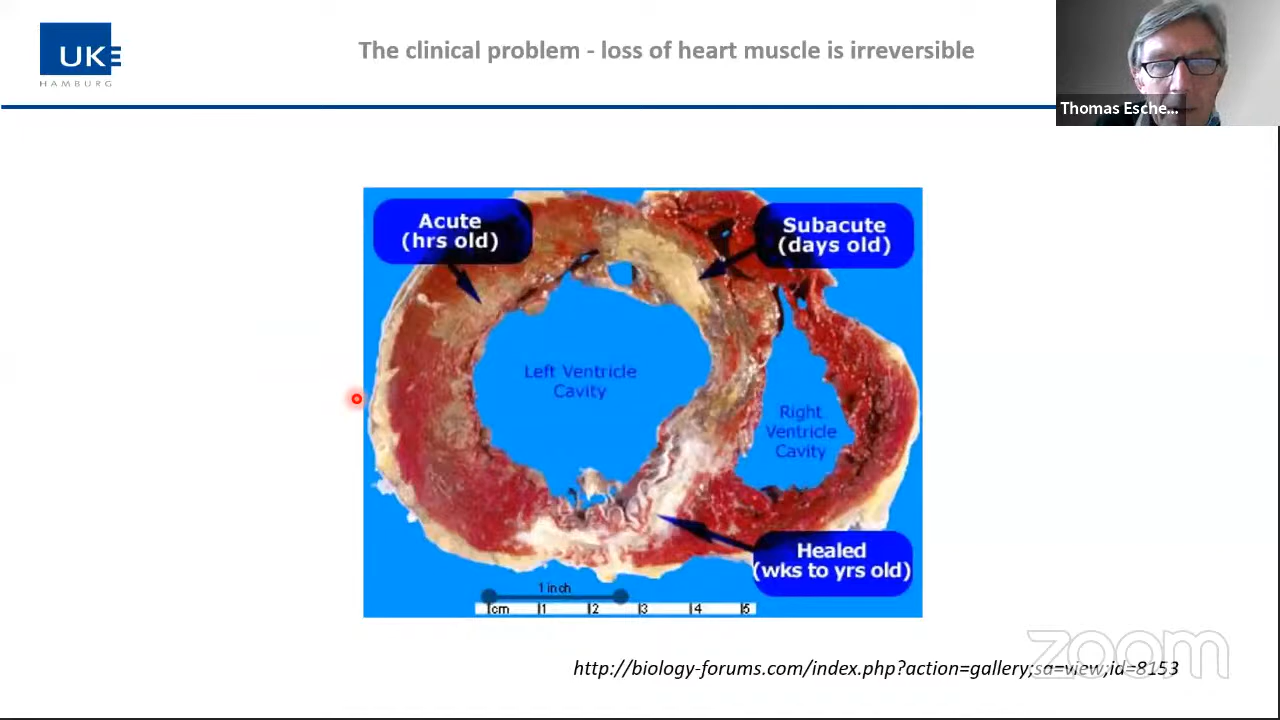 UKE
HAMBURG
The clinical problem - loss of heart muscle is irreversible
Thomas Esche...
Acute
(hrs old)
Subacute
(days old)
Left Ventricle
Cavity
Right
Ventricle
Cavity
Healed
(wks to yrs old)
1 inch
cm 1 2 3 4 5
http://biology-forums.com/index.php?action=gallery;sa=view;id=8153
zoom